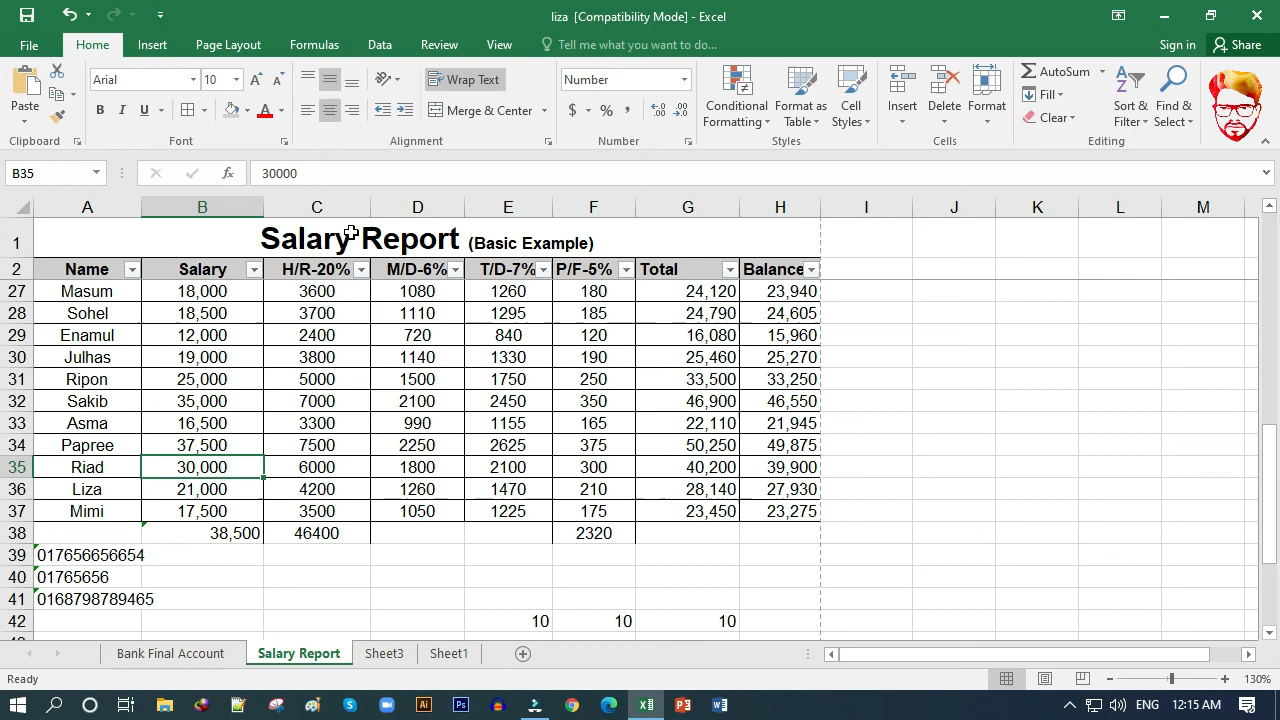 liza [Compatibility Mode] - Excel
File Home Insert Page Layout Formulas Data Review View Tell me what you want to do... Sign in Share
Paste Arial 10 Wrap Text Number Conditional Formatting Format as Table Cell Styles Insert Delete Format AutoSum Sort & Filter Find & Select
B I U A Merge & Center $ % , Fill
Clear
Clipboard Font Alignment Number Styles Cells Editing
B35 fx 30000
A B C D E F G H I J K L M
1 Salary Report (Basic Example)
2 Name Salary H/R-20% M/D-6% T/D-7% P/F-5% Total Balance
27 Masum 18,000 3600 1080 1260 180 24,120 23,940
28 Sohel 18,500 3700 1110 1295 185 24,790 24,605
29 Enamul 12,000 2400 720 840 120 16,080 15,960
30 Julhas 19,000 3800 1140 1330 190 25,460 25,270
31 Ripon 25,000 5000 1500 1750 250 33,500 33,250
32 Sakib 35,000 7000 2100 2450 350 46,900 46,550
33 Asma 16,500 3300 990 1155 165 22,110 21,945
34 Papree 37,500 7500 2250 2625 375 50,250 49,875
35 Riad 30,000 6000 1800 2100 300 40,200 39,900
36 Liza 21,000 4200 1260 1470 210 28,140 27,930
37 Mimi 17,500 3500 1050 1225 175 23,450 23,275
38 38,500 46400 2320
39 017656656654
40 01765656
41 0168798789465
42 10 10 10
Bank Final Account Salary Report Sheet3 Sheet1
Ready 130%
Ai Ps ENG 12:15 AM